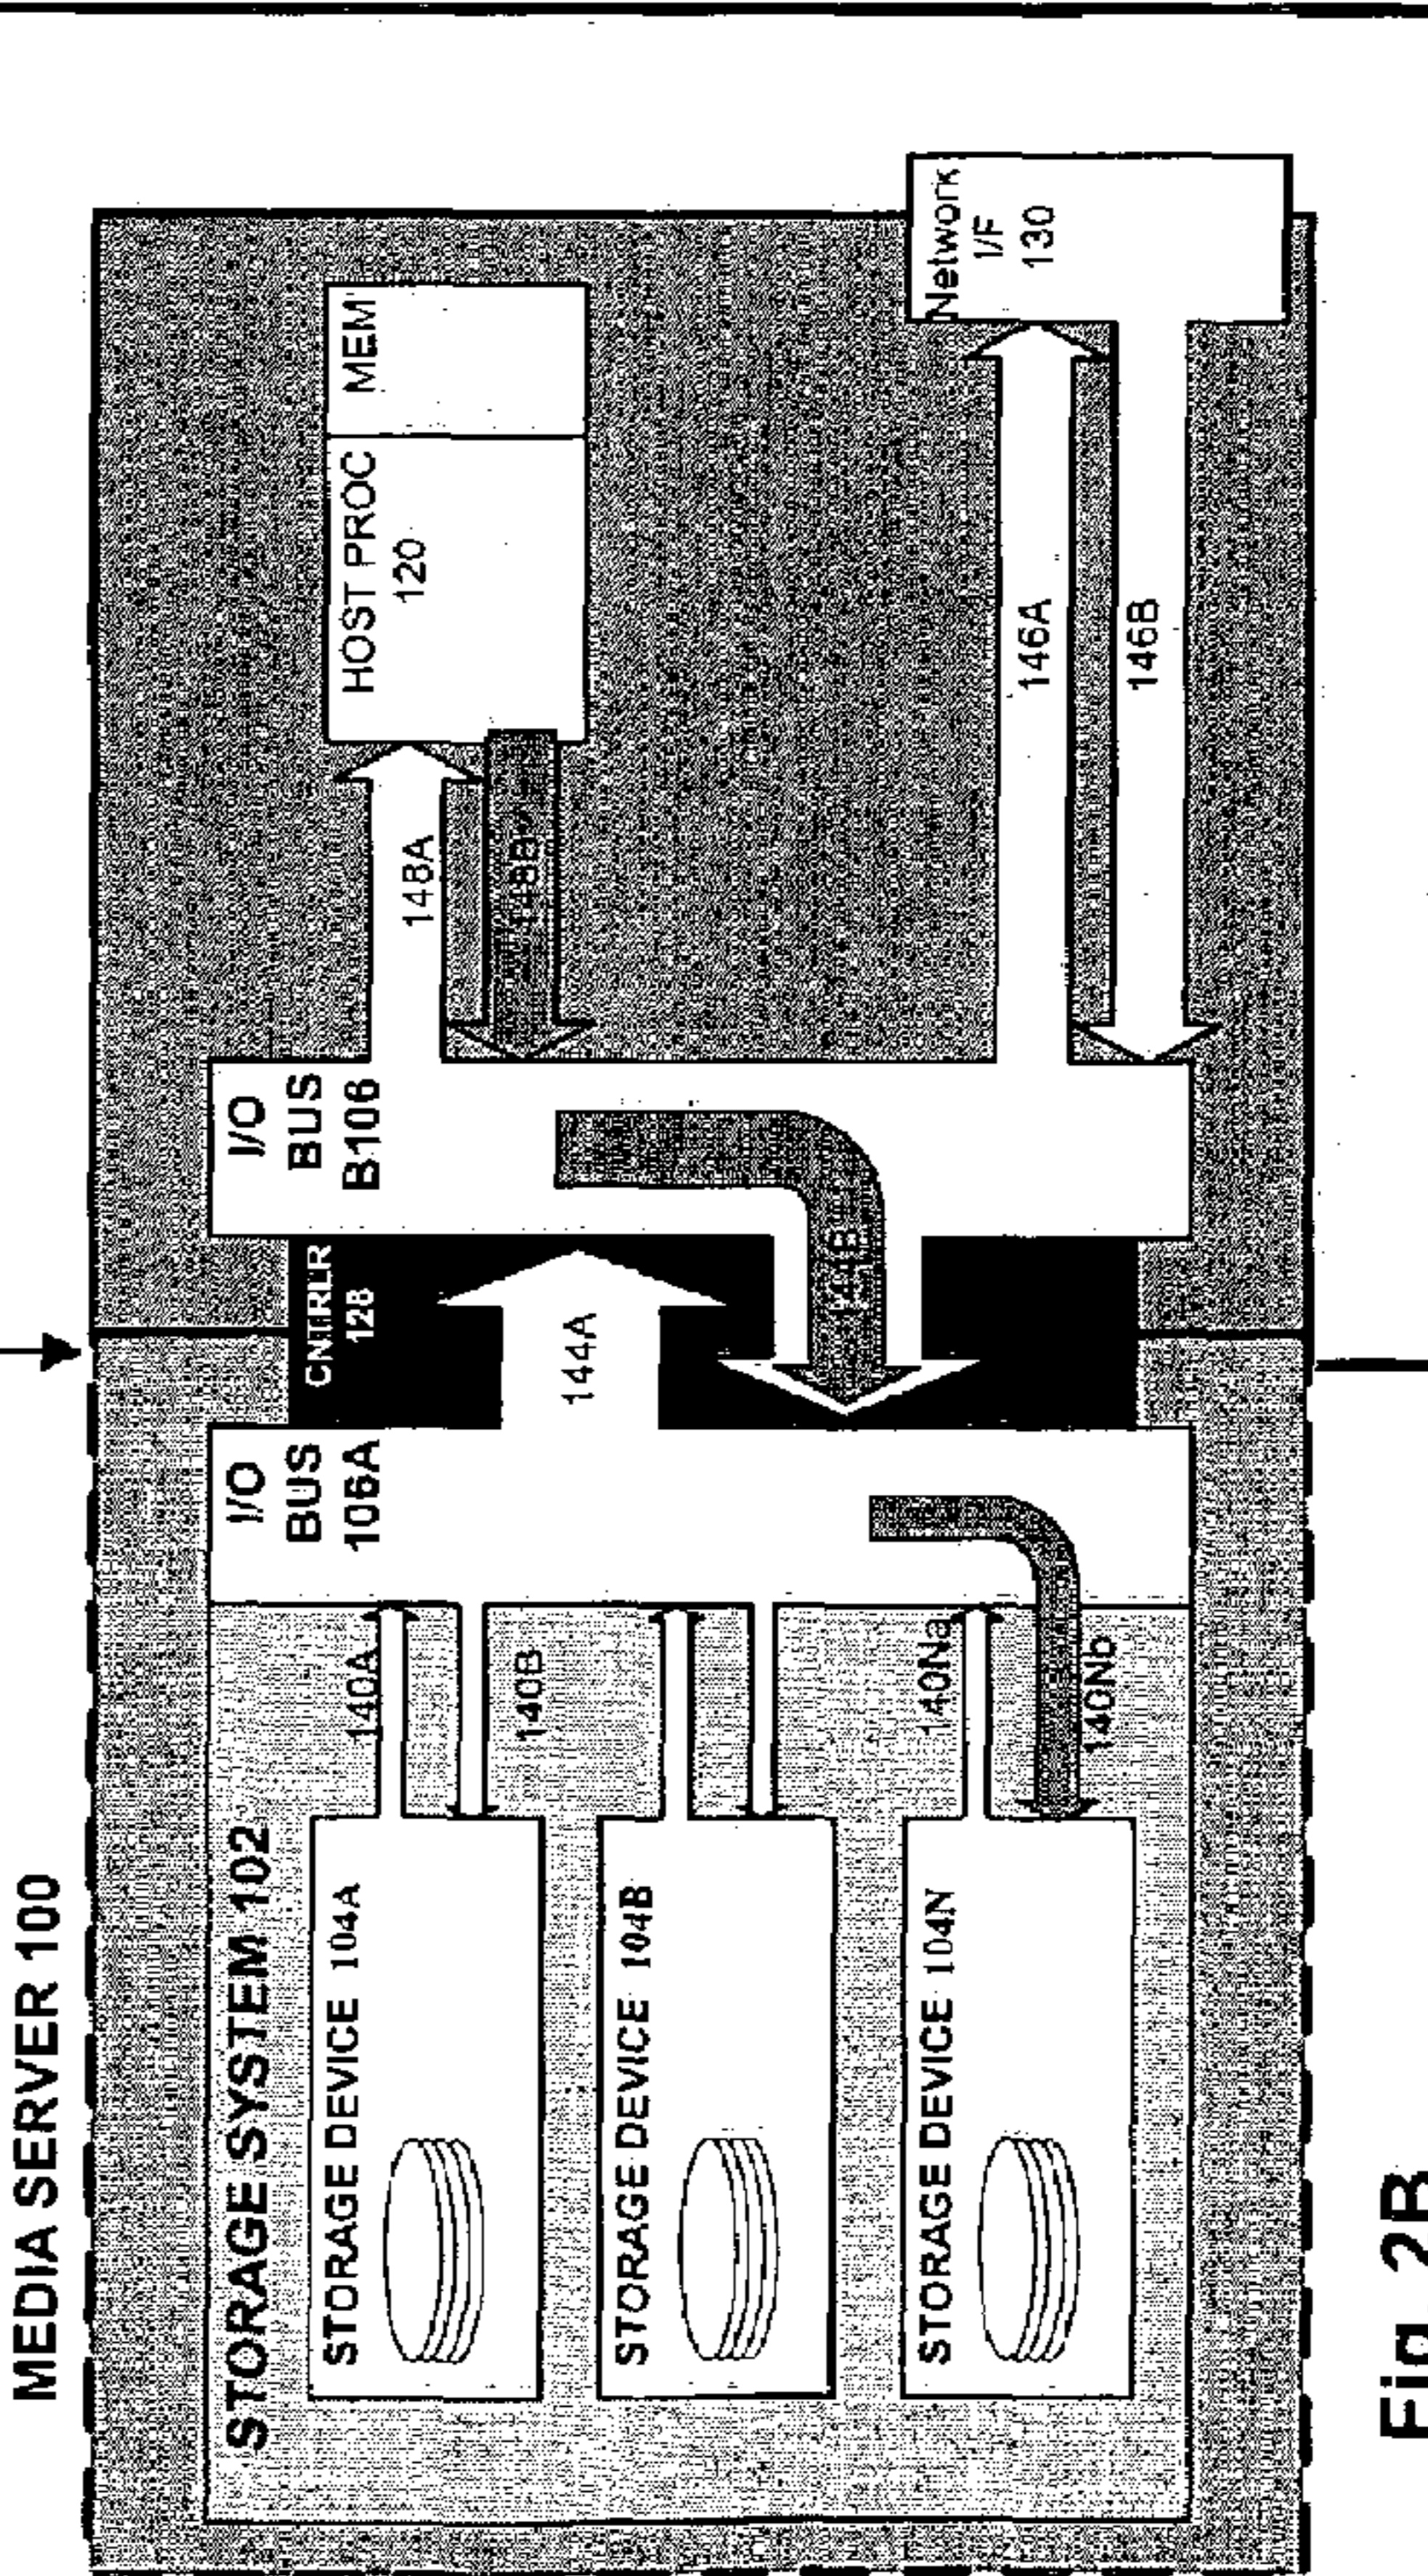 MEDIA SERVER 100
STORAGE SYSTEM 102
STORAGE DEVICE 104A
STORAGE DEVICE 104B
STORAGE DEVICE 104N
140A
140B
140Na
140Nb
I/O
BUS
106A
CNTRLR
128
144A
144B
I/O
BUS
B106
148A
148B
HOST PROC
120
MEM
146A
146B
Network
I/F
130
Fig. 2B